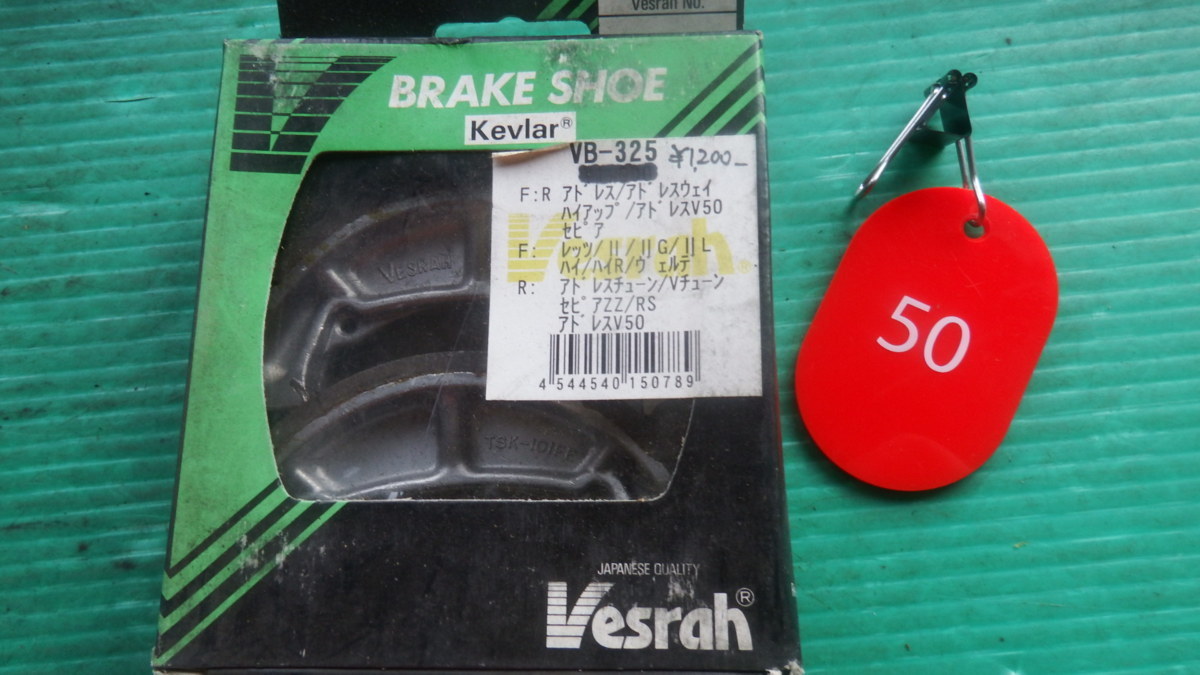 Vesrah No.
BRAKE SHOE
Kevlar®
VB-325 ¥1,200-
F:R アドレス/アドレスウェイ
ハイアップ/アドレスV50
セピア
F: レッツ/II/IIG/IIL
ハイ/ハイR/ヴェルデ
R: アドレスチューン/Vチューン
セピアZZ/RS
アドレスV50
4 544540 150789
Vesrah.
VESRAH
JAPANESE QUALITY
Vesrah®
50